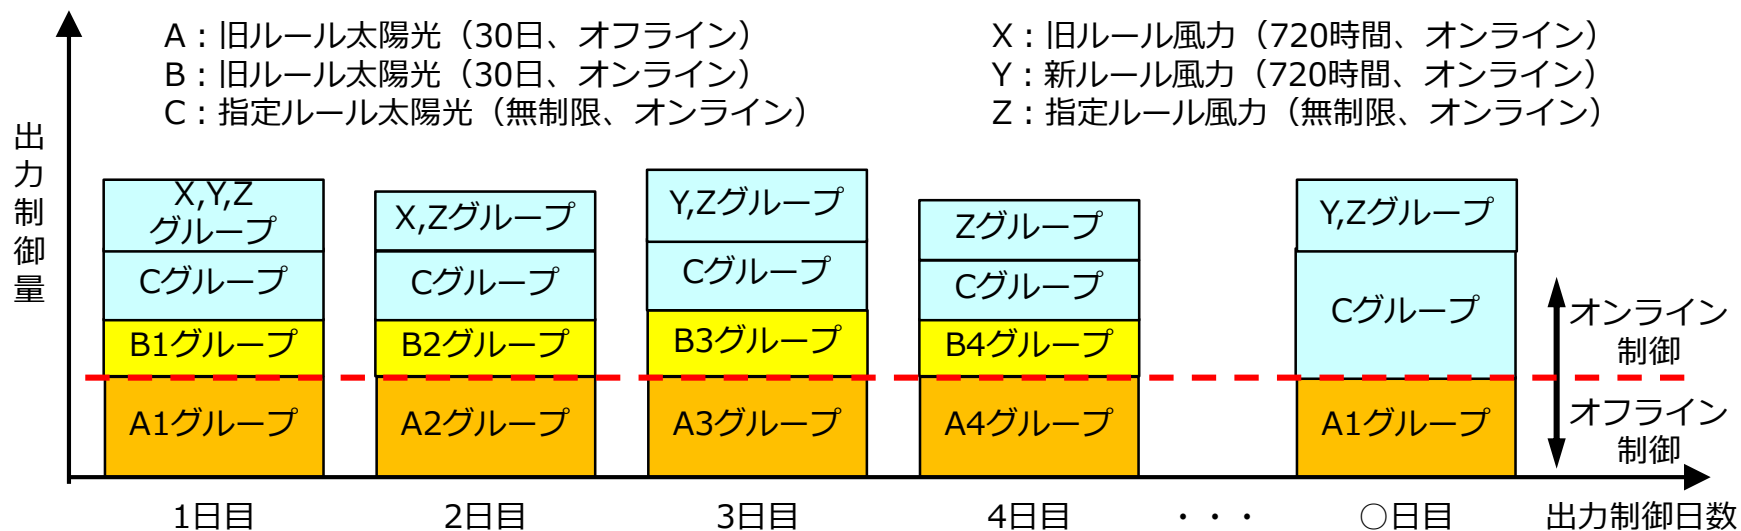 A：旧ルール太陽光（30日、オフライン）
B：旧ルール太陽光（30日、オンライン）
C：指定ルール太陽光（無制限、オンライン）
X：旧ルール風力（720時間、オンライン）
Y：新ルール風力（720時間、オンライン）
Z：指定ルール風力（無制限、オンライン）
出力制御量
X,Y,Z
グループ
Cグループ
B1グループ
A1グループ
X,Zグループ
Cグループ
B2グループ
A2グループ
Y,Zグループ
Cグループ
B3グループ
A3グループ
Zグループ
Cグループ
B4グループ
A4グループ
Y,Zグループ
Cグループ
A1グループ
オンライン
制御
オフライン
制御
1日目
2日目
3日目
4日目
・・・
○日目
出力制御日数